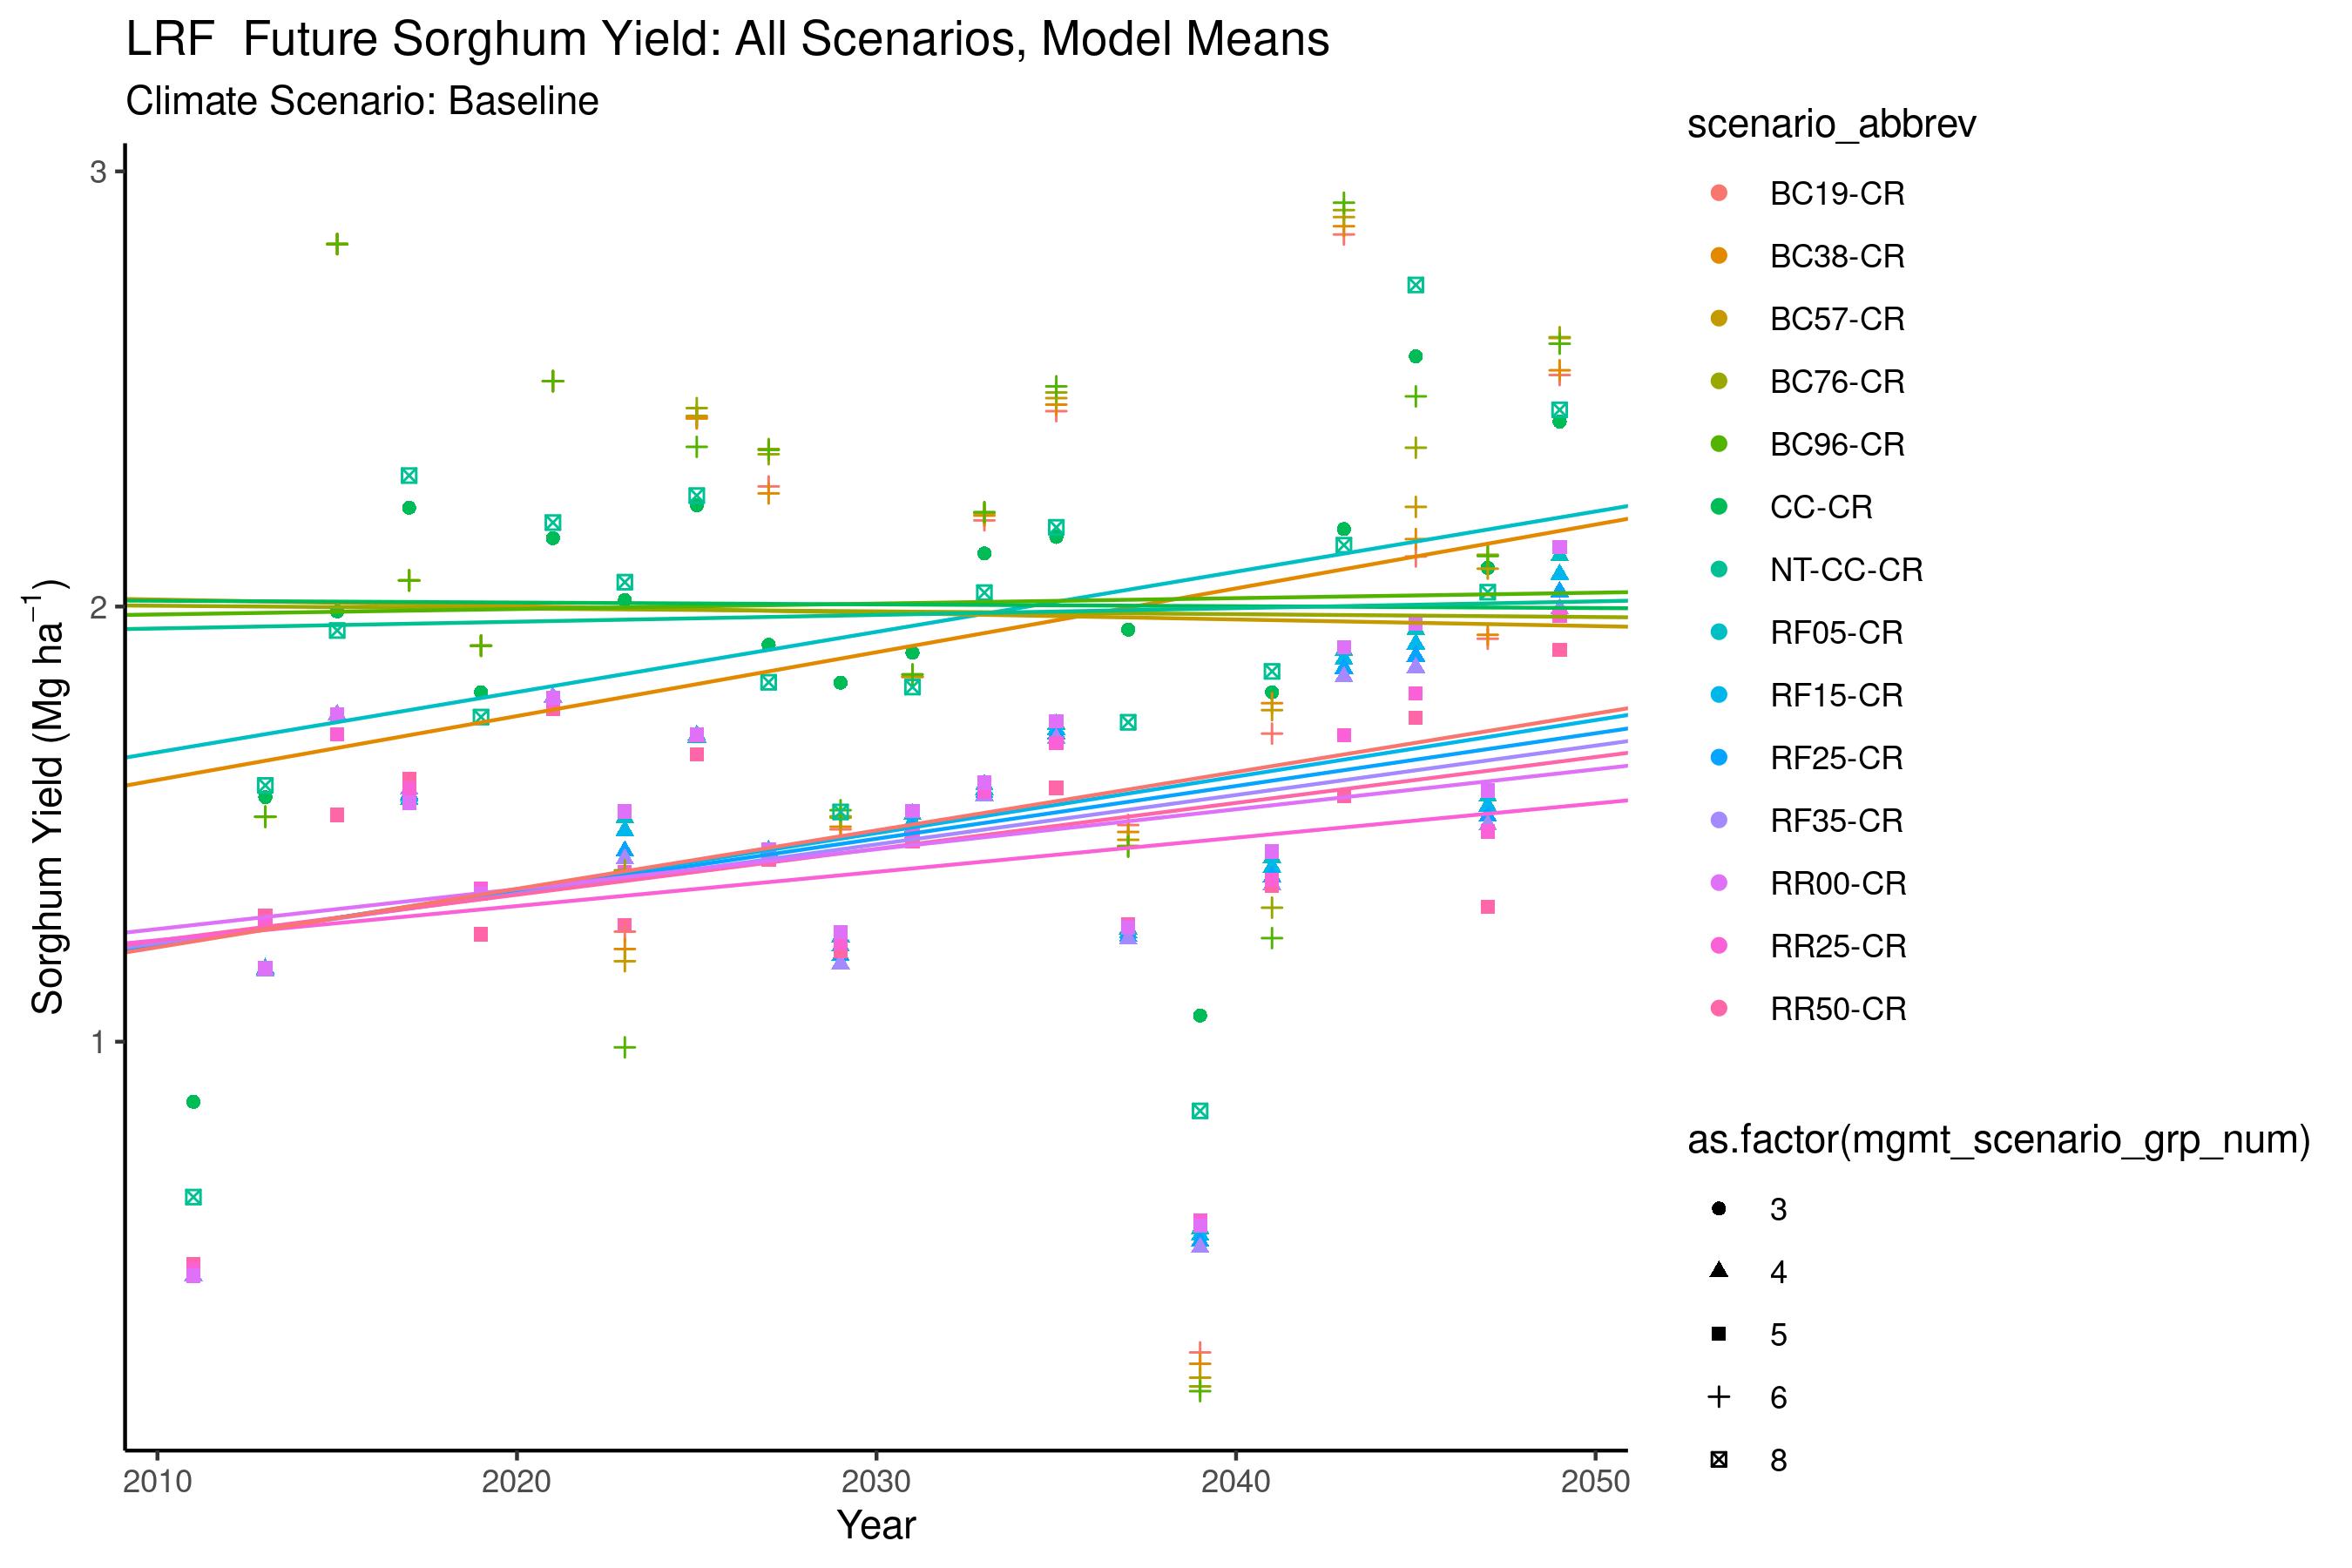 LRF  Future Sorghum Yield: All Scenarios, Model Means
Climate Scenario: Baseline
Sorghum Yield (Mg ha⁻¹)
3
2
1
2010
2020
2030
2040
2050
Year
scenario_abbrev
BC19-CR
BC38-CR
BC57-CR
BC76-CR
BC96-CR
CC-CR
NT-CC-CR
RF05-CR
RF15-CR
RF25-CR
RF35-CR
RR00-CR
RR25-CR
RR50-CR
as.factor(mgmt_scenario_grp_num)
3
4
5
6
8